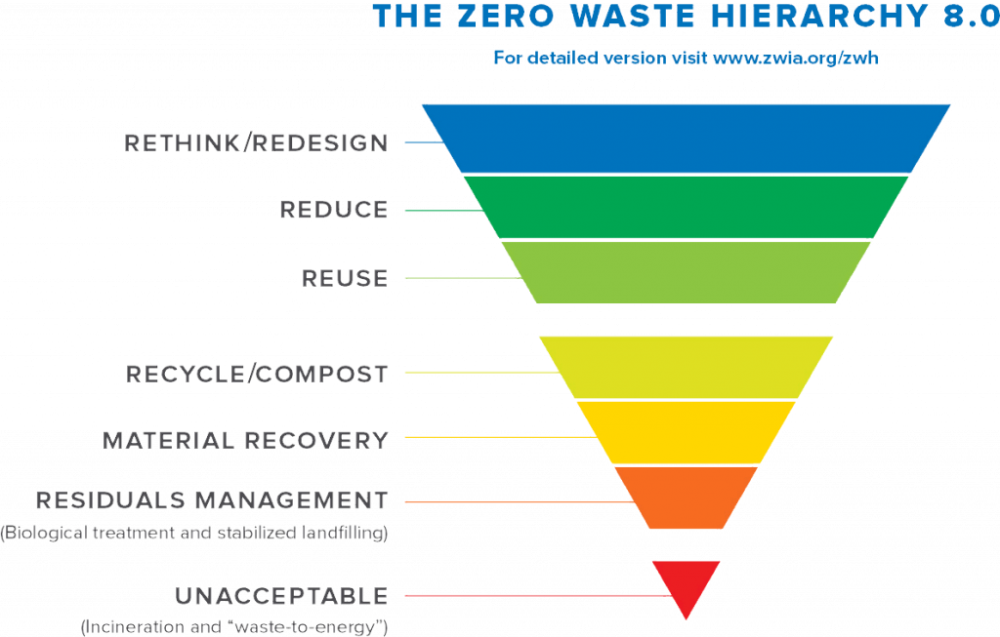 THE ZERO WASTE HIERARCHY 8.0
For detailed version visit www.zwia.org/zwh
RETHINK/REDESIGN
REDUCE
REUSE
RECYCLE/COMPOST
MATERIAL RECOVERY
RESIDUALS MANAGEMENT
(Biological treatment and stabilized landfilling)
UNACCEPTABLE
(Incineration and “waste-to-energy”)